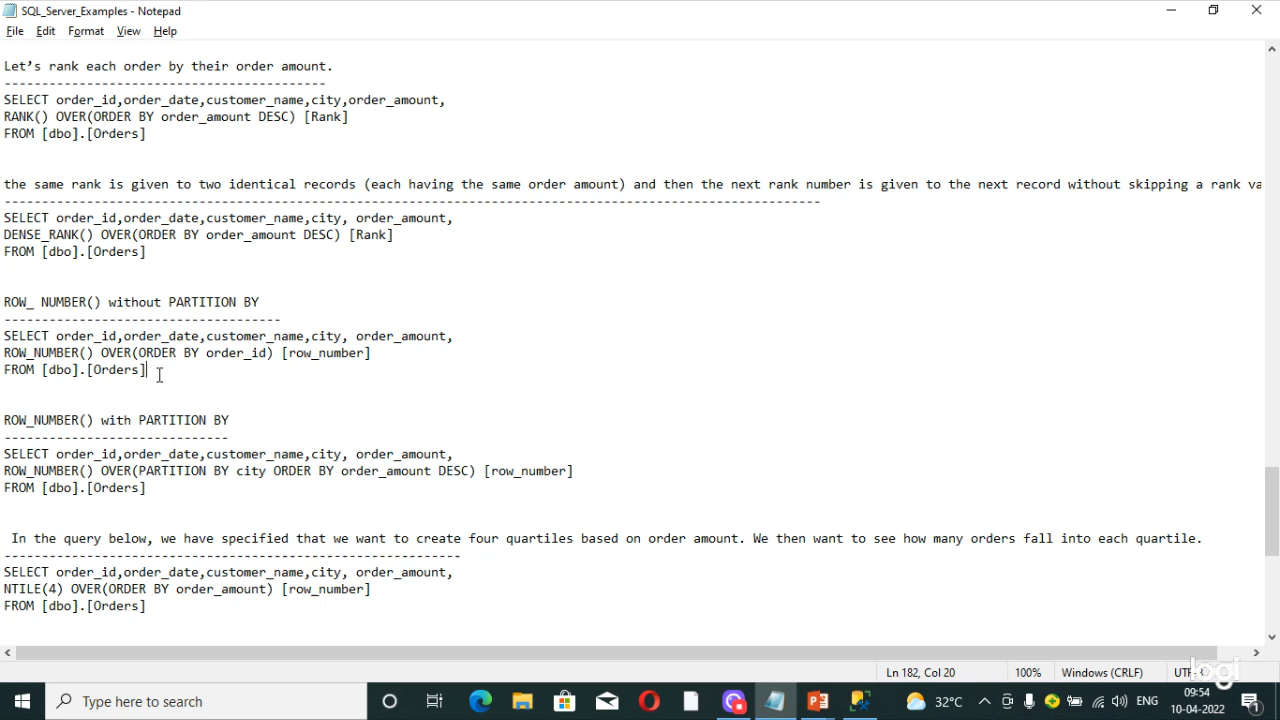 SQL_Server_Examples - Notepad
File Edit Format View Help
Let’s rank each order by their order amount.
-------------------------------------------
SELECT order_id,order_date,customer_name,city,order_amount,
RANK() OVER(ORDER BY order_amount DESC) [Rank]
FROM [dbo].[Orders]
the same rank is given to two identical records (each having the same order amount) and then the next rank number is given to the next record without skipping a rank va
-------------------------------------------------------------------------------------------------------------
SELECT order_id,order_date,customer_name,city, order_amount,
DENSE_RANK() OVER(ORDER BY order_amount DESC) [Rank]
FROM [dbo].[Orders]
ROW_ NUMBER() without PARTITION BY
-------------------------------------
SELECT order_id,order_date,customer_name,city, order_amount,
ROW_NUMBER() OVER(ORDER BY order_id) [row_number]
FROM [dbo].[Orders]
ROW_NUMBER() with PARTITION BY
------------------------------
SELECT order_id,order_date,customer_name,city, order_amount,
ROW_NUMBER() OVER(PARTITION BY city ORDER BY order_amount DESC) [row_number]
FROM [dbo].[Orders]
In the query below, we have specified that we want to create four quartiles based on order amount. We then want to see how many orders fall into each quartile.
-------------------------------------------------------------
SELECT order_id,order_date,customer_name,city, order_amount,
NTILE(4) OVER(ORDER BY order_amount) [row_number]
FROM [dbo].[Orders]
Ln 182, Col 20 100% Windows (CRLF) UTF-8
logi
Type here to search 32°C ENG 09:54
10-04-2022